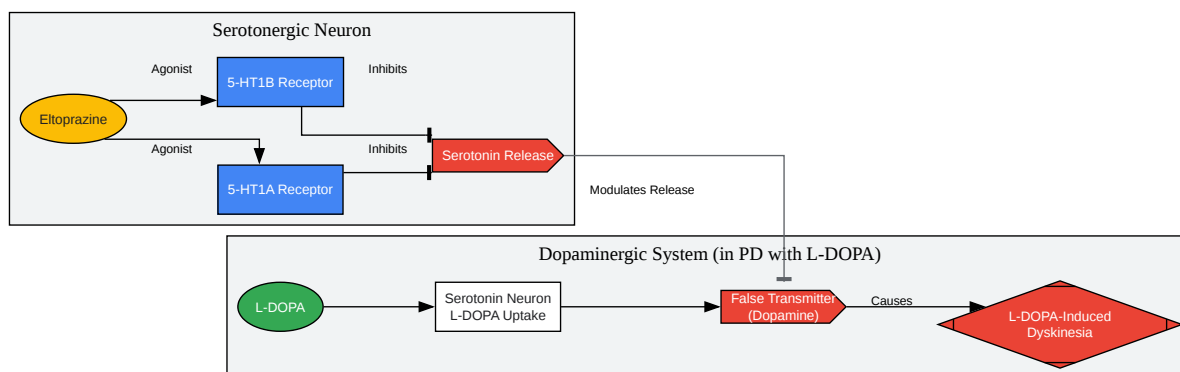 Serotonergic Neuron
Agonist
5-HT1B Receptor
Inhibits
Eltoprazine
Agonist
Inhibits
Serotonin Release
5-HT1A Receptor
Modulates Release
Dopaminergic System (in PD with L-DOPA)
L-DOPA
Serotonin Neuron
L-DOPA Uptake
False Transmitter
(Dopamine)
Causes
L-DOPA-Induced
Dyskinesia